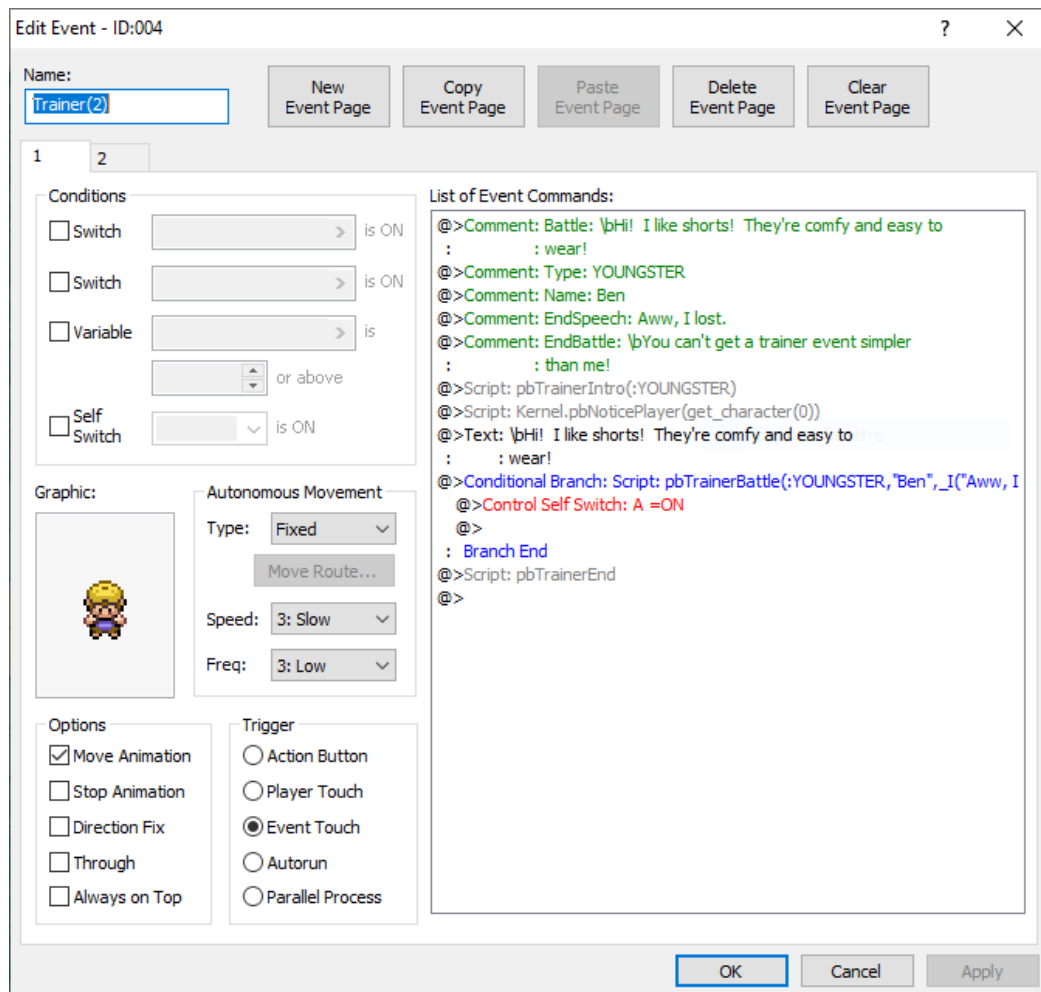 Edit Event - ID:004
?
Name:
Trainer(2)
New
Event Page
Copy
Event Page
Paste
Event Page
Delete
Event Page
Clear
Event Page
1
2
Conditions
Switch
is ON
Switch
is ON
Variable
is
or above
Self
Switch
is ON
Graphic:
Autonomous Movement
Type:
Fixed
Move Route...
Speed:
3: Slow
Freq:
3: Low
Options
Move Animation
Stop Animation
Direction Fix
Through
Always on Top
Trigger
Action Button
Player Touch
Event Touch
Autorun
Parallel Process
List of Event Commands:
@>Comment: Battle: \bHi!  I like shorts!  They're comfy and easy to
:                : wear!
@>Comment: Type: YOUNGSTER
@>Comment: Name: Ben
@>Comment: EndSpeech: Aww, I lost.
@>Comment: EndBattle: \bYou can't get a trainer event simpler
:                : than me!
@>Script: pbTrainerIntro(:YOUNGSTER)
@>Script: Kernel.pbNoticePlayer(get_character(0))
@>Text: \bHi!  I like shorts!  They're comfy and easy to
:         : wear!
@>Conditional Branch: Script: pbTrainerBattle(:YOUNGSTER,"Ben",_I("Aww, I
@>Control Self Switch: A =ON
@>
:  Branch End
@>Script: pbTrainerEnd
@>
OK
Cancel
Apply